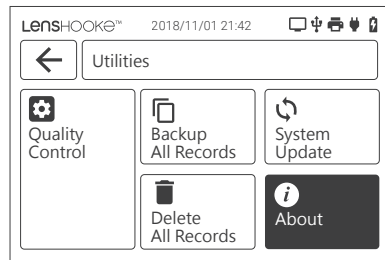 LENSHOOKE™ 2018/11/01 21:42
Utilities
Quality
Control
Backup
All Records
System
Update
Delete
All Records
About